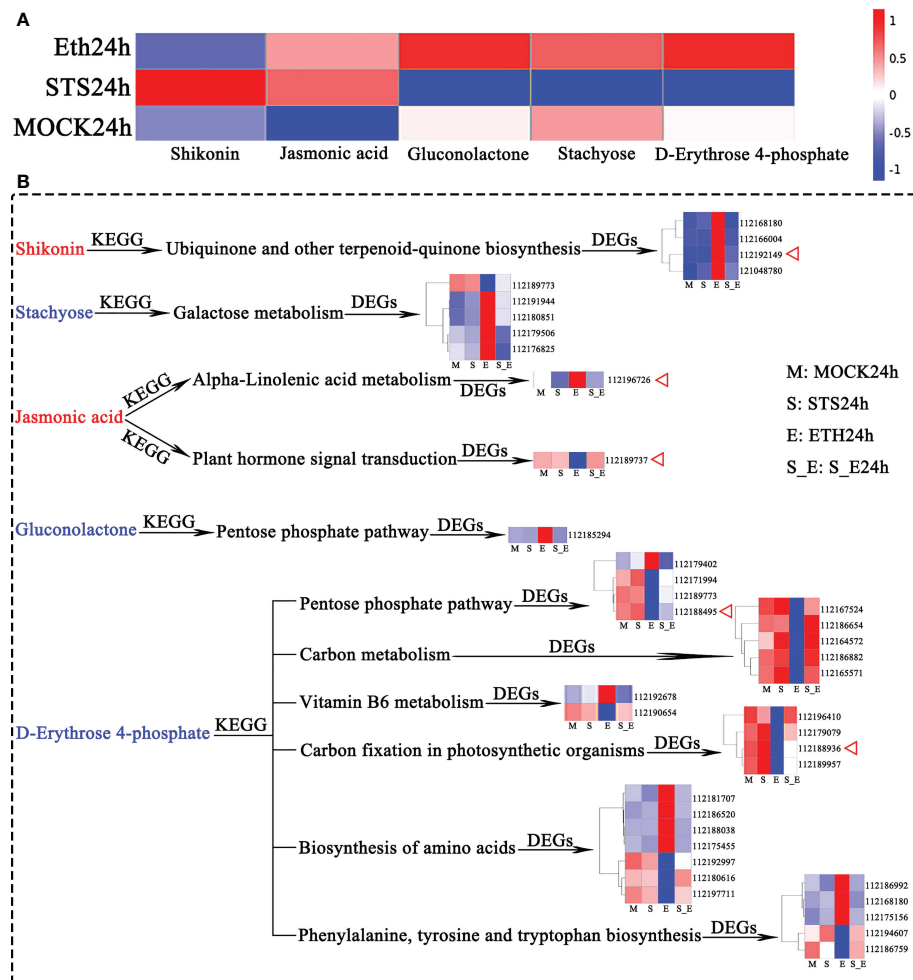 A
Eth24h
STS24h
MOCK24h
Shikonin Jasmonic acid Gluconolactone Stachyose D-Erythrose 4-phosphate
1
0.5
0
-0.5
-1
B
Shikonin KEGG Ubiquinone and other terpenoid-quinone biosynthesis DEGs
112168180
112166004
112192149
121048780
M S E S_E
Stachyose KEGG Galactose metabolism DEGs
112189773
112191944
112180851
112179506
112176825
M S E S_E
Jasmonic acid
KEGG Alpha-Linolenic acid metabolism DEGs
112196726
M S E S_E
KEGG Plant hormone signal transduction DEGs
112189737
M S E S_E
M: MOCK24h
S: STS24h
E: ETH24h
S_E: S_E24h
Gluconolactone KEGG Pentose phosphate pathway DEGs
112185294
M S E S_E
D-Erythrose 4-phosphate KEGG
Pentose phosphate pathway DEGs
112179402
112171994
112189773
112188495
M S E S_E
Carbon metabolism DEGs
112167524
112186654
112164572
112186882
112165571
M S E S_E
Vitamin B6 metabolism DEGs
112192678
112190654
M S E S_E
Carbon fixation in photosynthetic organisms DEGs
112196410
112179079
112188936
112189957
M S E S_E
Biosynthesis of amino acids DEGs
112181707
112186520
112188038
112175455
112192997
112180616
112197711
M S E S_E
Phenylalanine, tyrosine and tryptophan biosynthesis DEGs
112186992
112168180
112175156
112194607
112186759
M S E S_E